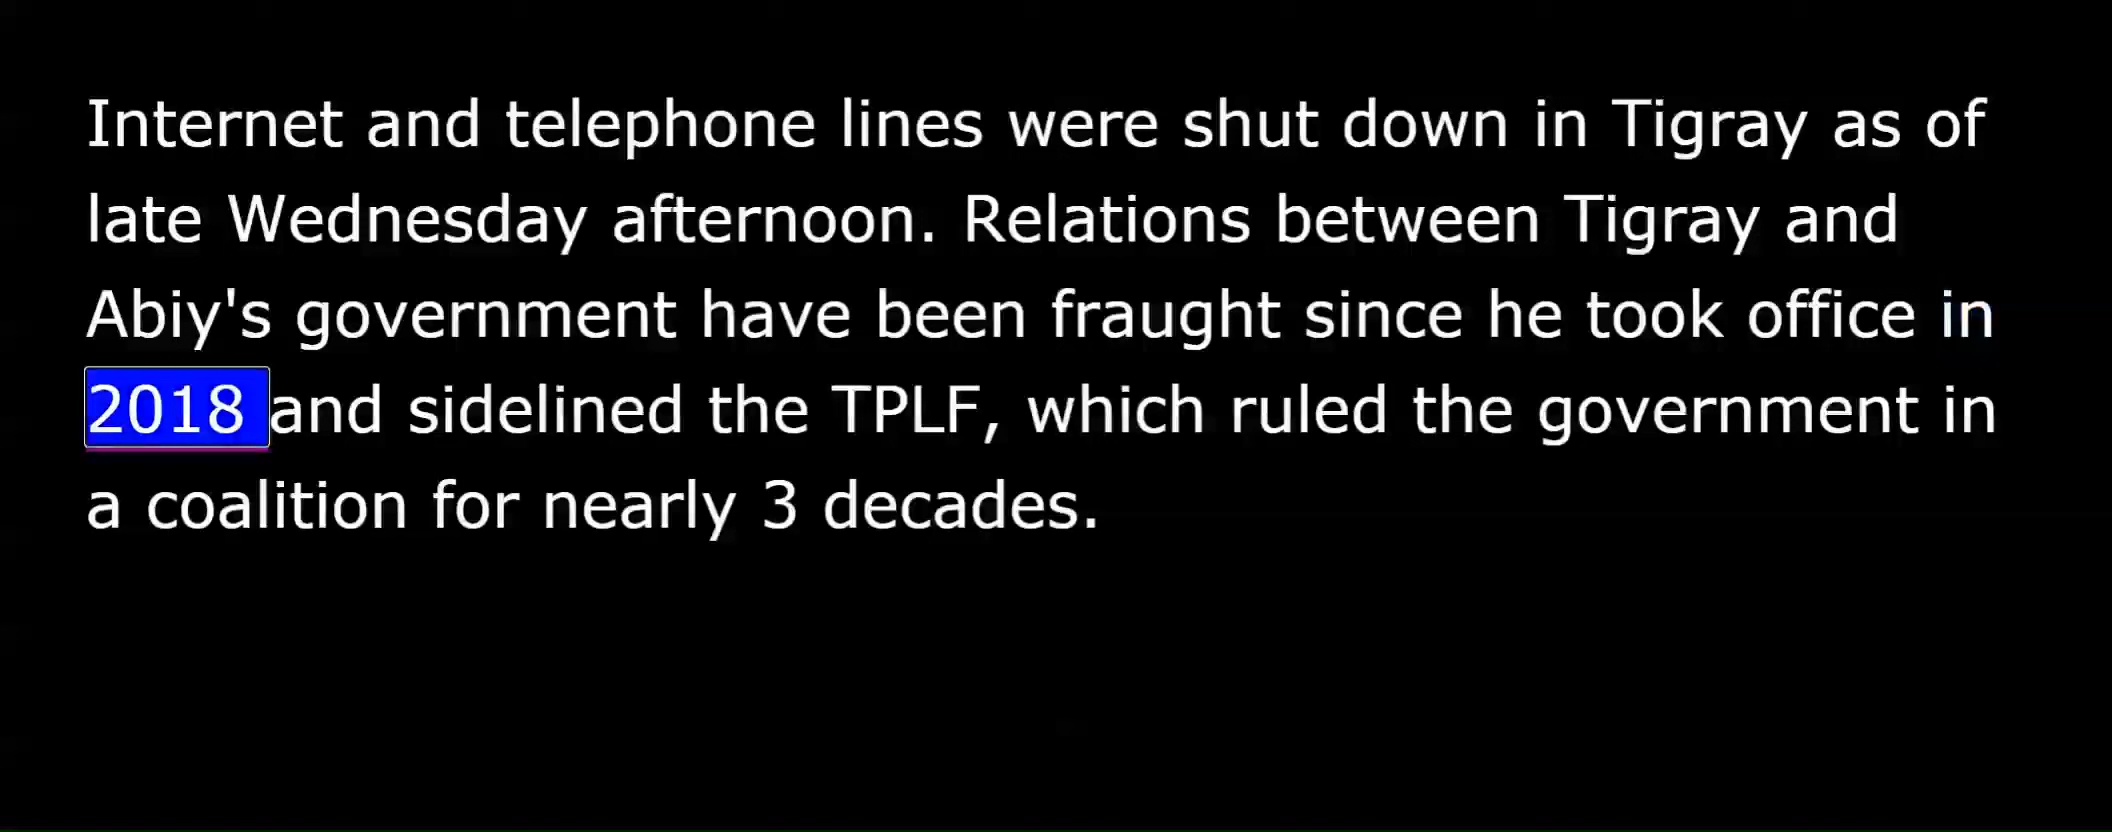 Internet and telephone lines were shut down in Tigray as of
late Wednesday afternoon. Relations between Tigray and
Abiy's government have been fraught since he took office in
2018 and sidelined the TPLF, which ruled the government in
a coalition for nearly 3 decades.